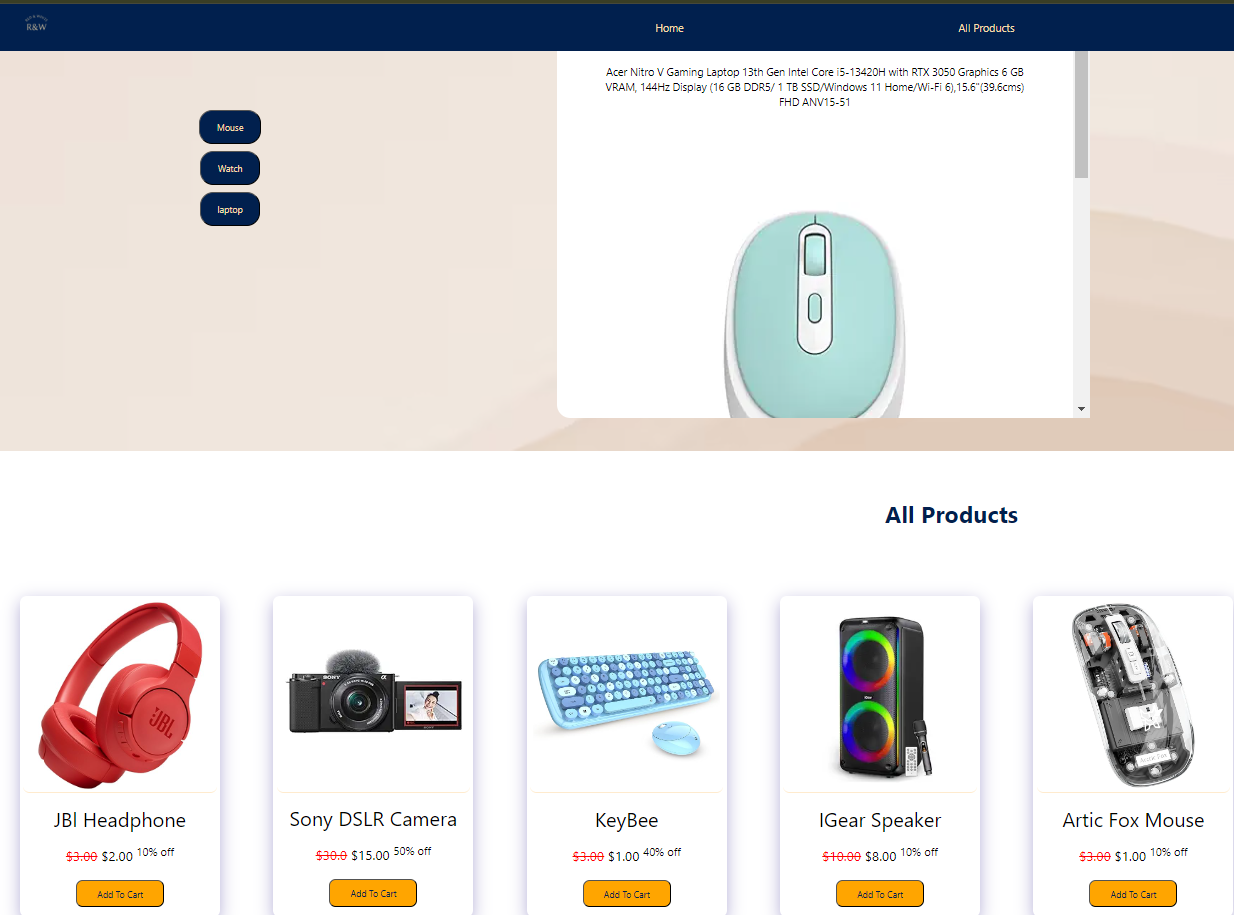 R&W
Home
All Products
Acer Nitro V Gaming Laptop 13th Gen Intel Core i5-13420H with RTX 3050 Graphics 6 GB
VRAM, 144Hz Display (16 GB DDR5/ 1 TB SSD/Windows 11 Home/Wi-Fi 6),15.6"(39.6cms)
FHD ANV15-51
Mouse
Watch
laptop
All Products
JBL
SONY
α
Artic Fox
JBl Headphone
Sony DSLR Camera
KeyBee
IGear Speaker
Artic Fox Mouse
$3.00 $2.00 10% off
$30.0 $15.00 50% off
$3.00 $1.00 40% off
$10.00 $8.00 10% off
$3.00 $1.00 10% off
Add To Cart
Add To Cart
Add To Cart
Add To Cart
Add To Cart